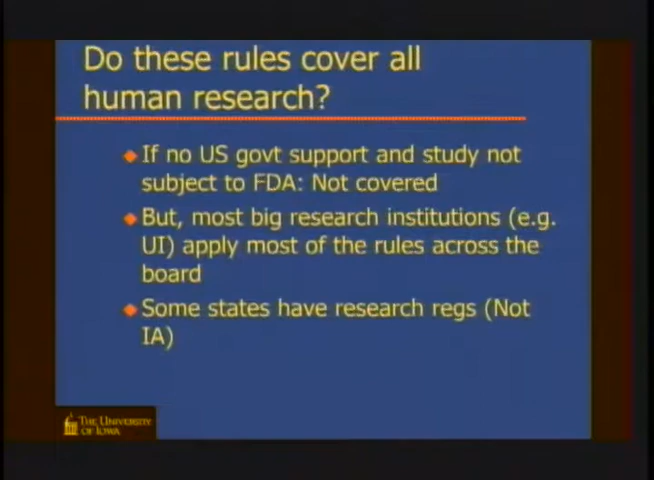 Do these rules cover all
human research?
If no US govt support and study not
subject to FDA: Not covered
But, most big research institutions (e.g.
UI) apply most of the rules across the
board
Some states have research regs (Not
IA)
THE UNIVERSITY
OF IOWA